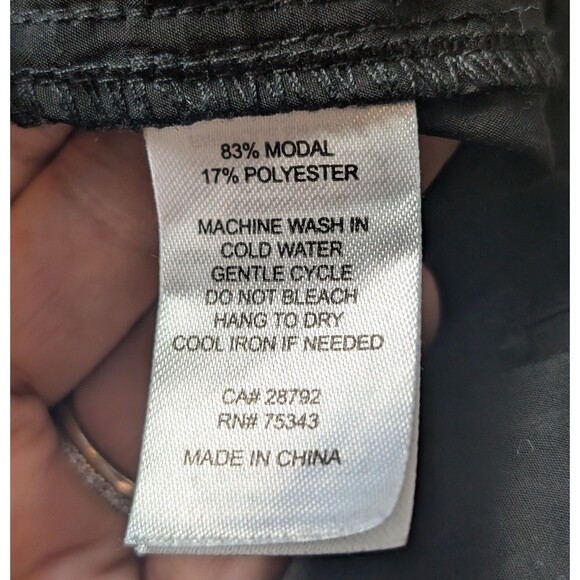 83% MODAL
17% POLYESTER
MACHINE WASH IN
COLD WATER
GENTLE CYCLE
DO NOT BLEACH
HANG TO DRY
COOL IRON IF NEEDED
CA# 28792
RN# 75343
MADE IN CHINA